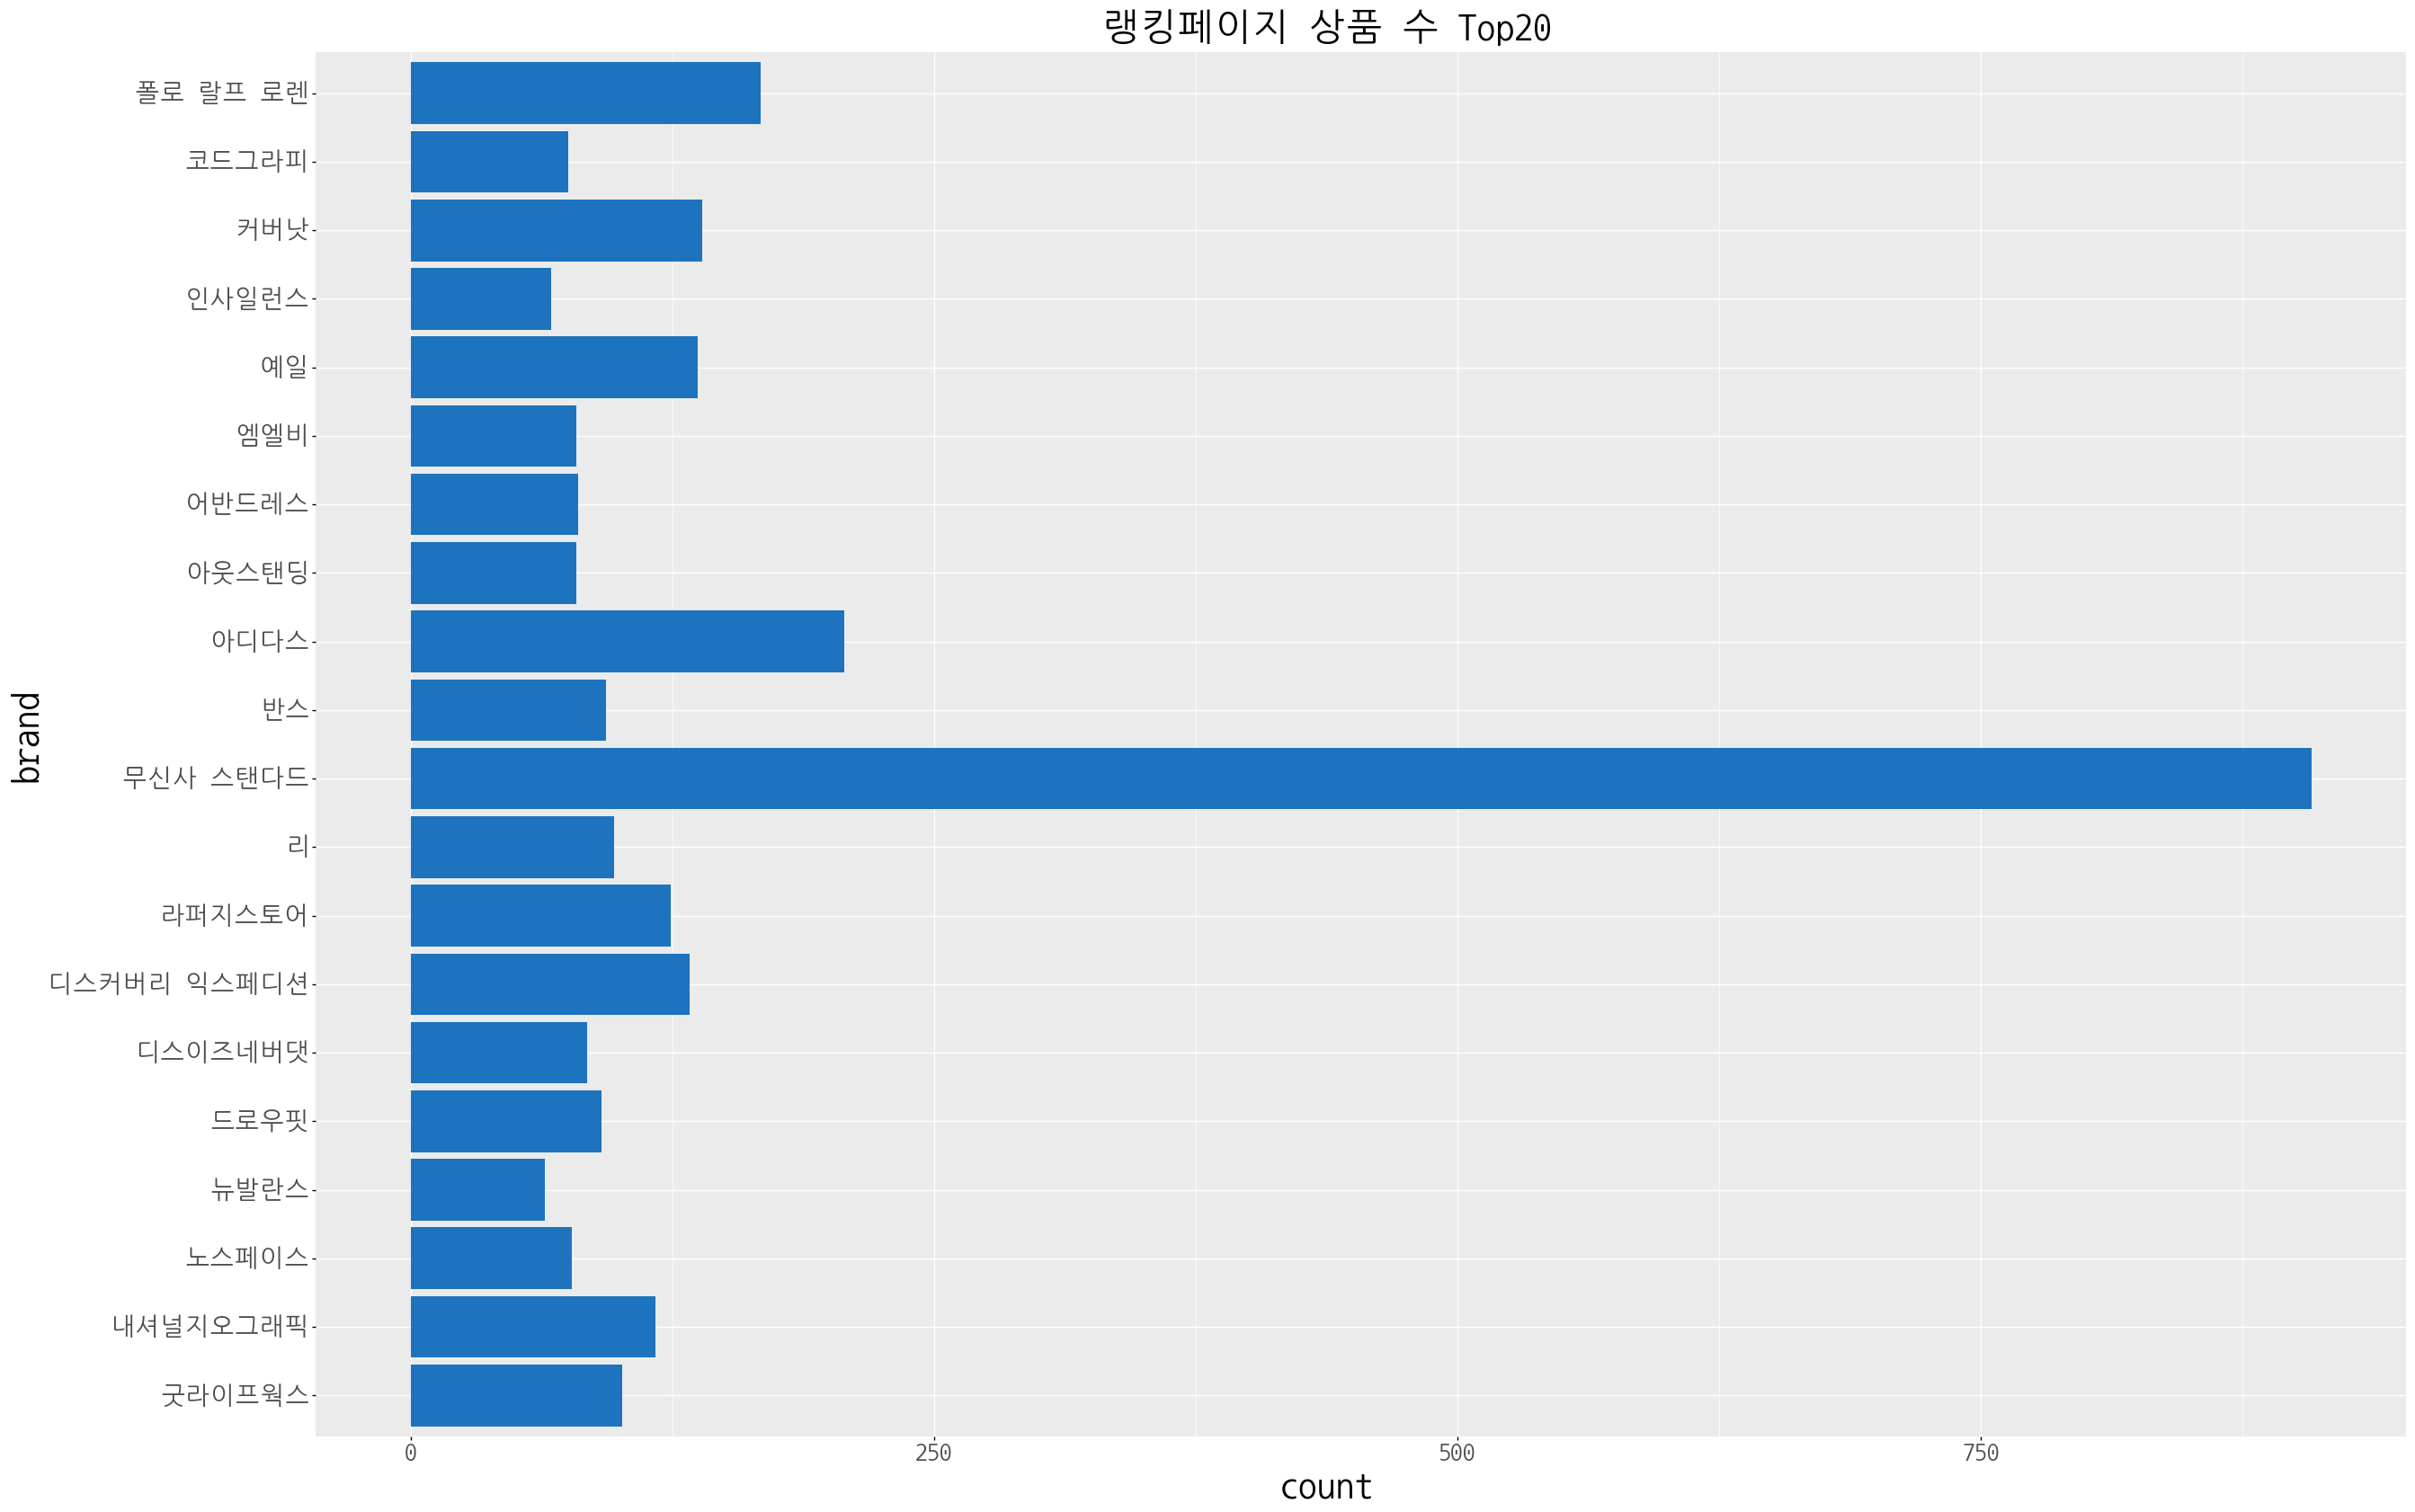 랭킹페이지 상품 수 Top20
폴로 랄프 로렌
코드그라피
커버낫
인사일런스
예일
엠엘비
어반드레스
아웃스탠딩
아디다스
반스
무신사 스탠다드
리
라퍼지스토어
디스커버리 익스페디션
디스이즈네버댓
드로우핏
뉴발란스
노스페이스
내셔널지오그래픽
굿라이프웍스
brand
0 250 500 750
count